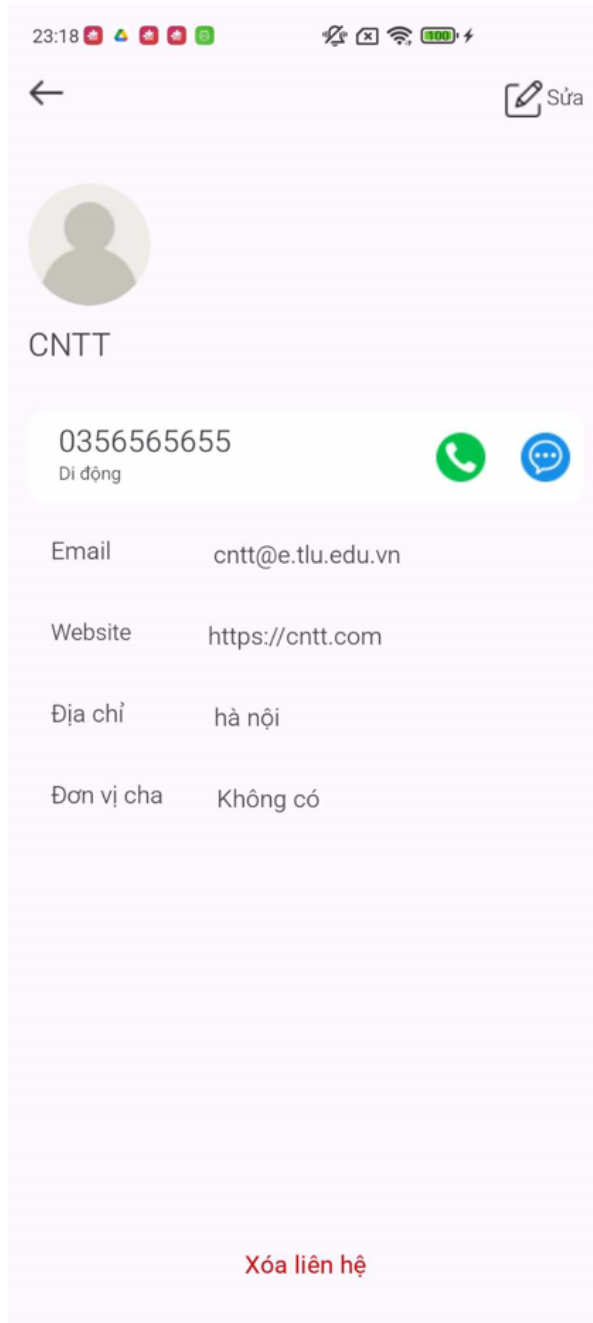 23:18
100
Sửa
CNTT
0356565655
Di động
Email cntt@e.tlu.edu.vn
Website https://cntt.com
Địa chỉ hà nội
Đơn vị cha Không có
Xóa liên hệ